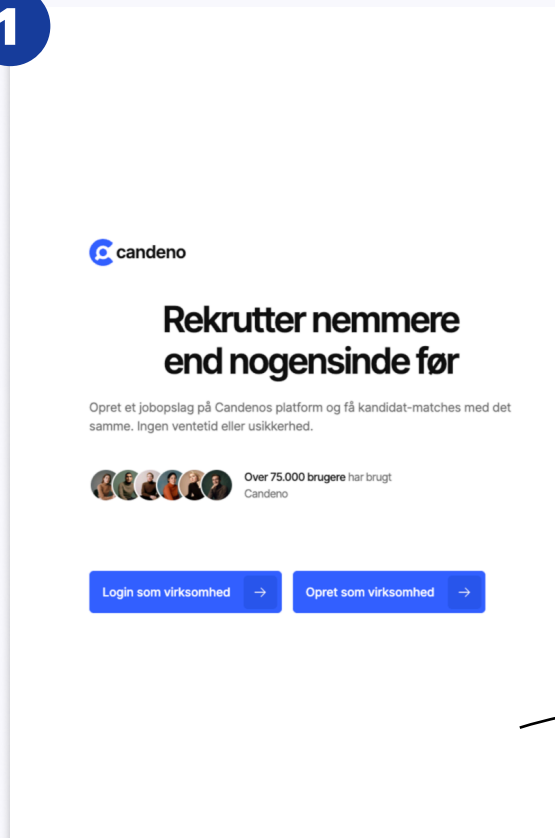 1
candeno
Rekrutter nemmere
end nogensinde før
Opret et jobopslag på Candenos platform og få kandidat-matches med det
samme. Ingen ventetid eller usikkerhed.
Over 75.000 brugere har brugt
Candeno
Login som virksomhed →
Opret som virksomhed →